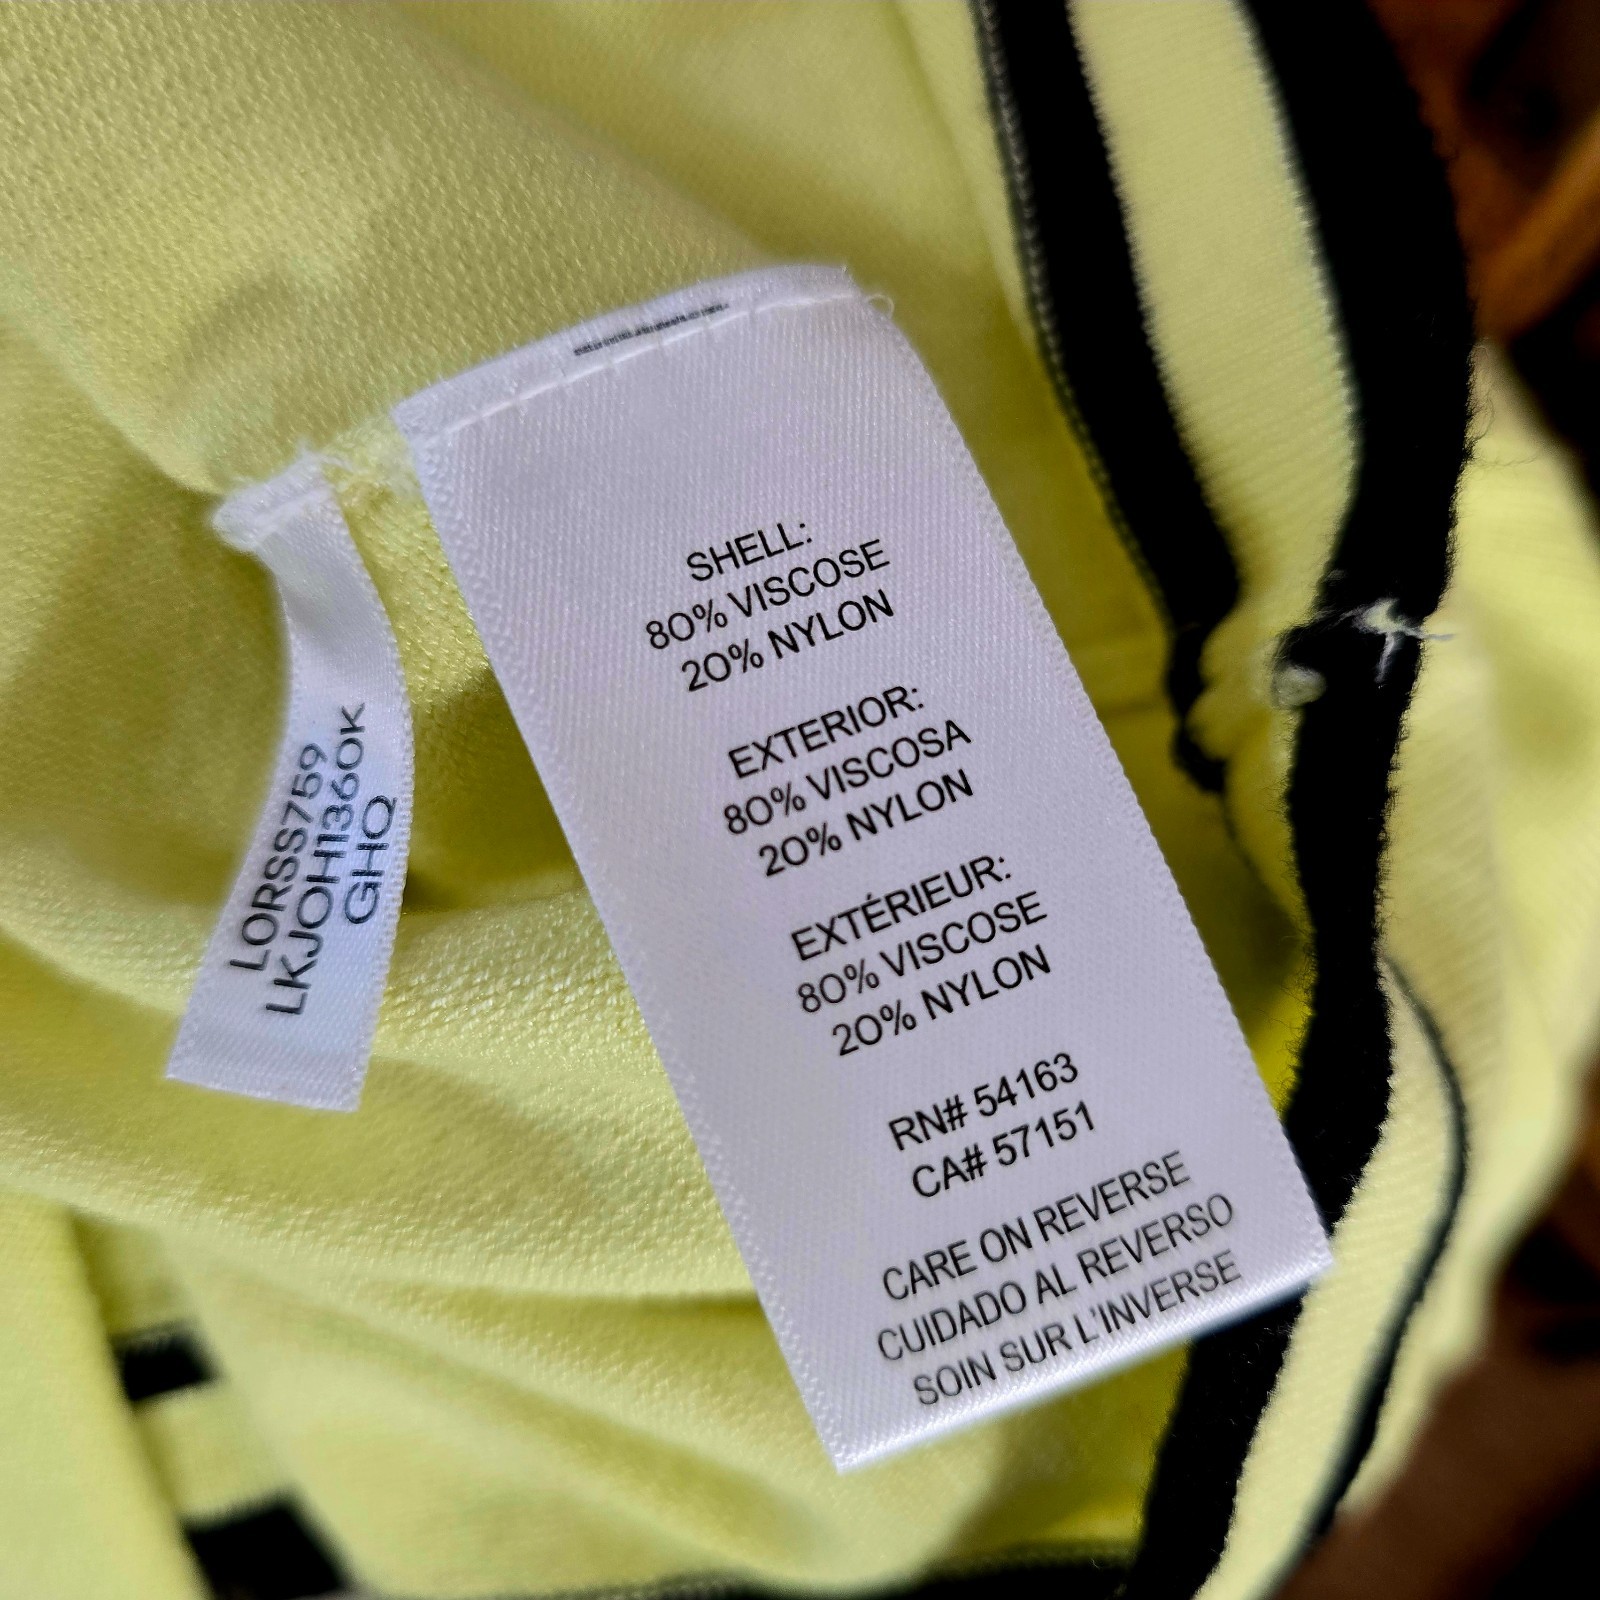 LORSS759
LKJOH1360K
GHQ
SHELL:
80% VISCOSE
20% NYLON
EXTERIOR:
80% VISCOSA
20% NYLON
EXTÉRIEUR:
80% VISCOSE
20% NYLON
RN# 54163
CA# 57151
CARE ON REVERSE
CUIDADO AL REVERSO
SOIN SUR L'INVERSE